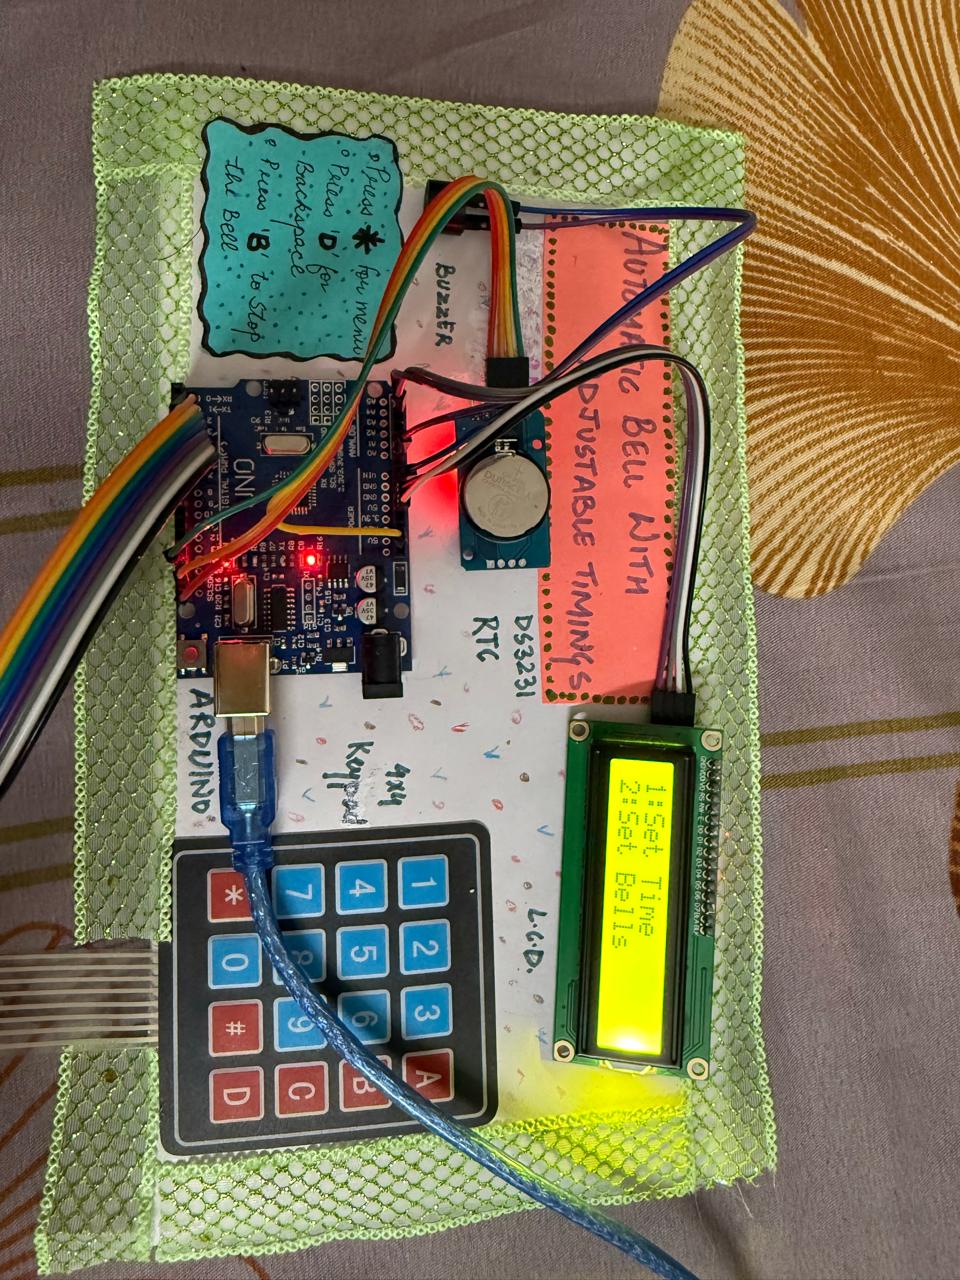 AUTOMATIC BELL WITH
ADJUSTABLE TIMINGS
Press * for menu
Press 'D' for
Backspace
Press 'B' to Stop
the Bell
BUZZER
DS3231
RTC
ARDUINO
4x4
Keypad
L.C.D.
1:Set Time
2:Set Bells
1 2 3 A
4 5 6 B
7 8 9 C
* 0 # D
UNO
ANALOG
POWER